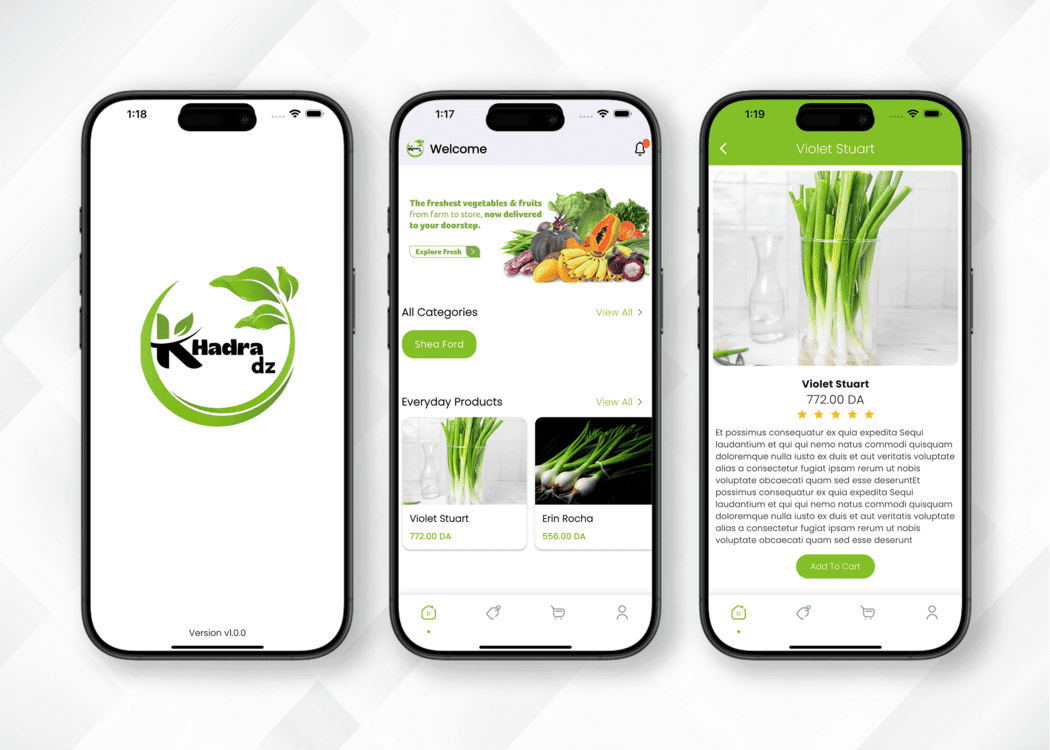 1:18
KHadra
dz
Version v1.0.0
1:17
Welcome
The freshest vegetables & fruits
from farm to store, now delivered
to your doorstep.
Explore Fresh
All Categories
View All
Shea Ford
Everyday Products
View All
Violet Stuart
772.00 DA
Erin Rocha
556.00 DA
1:19
Violet Stuart
Violet Stuart
772.00 DA
Et possimus consequatur ex quia expedita Sequi
laudantium et qui qui nemo natus commodi quisquam
doloremque nulla iusto ex duis et aut veritatis voluptate
alias a consectetur fugiat ipsam rerum ut nobis
voluptate obcaecati quam sed esse deseruntEt
possimus consequatur ex quia expedita Sequi
laudantium et qui qui nemo natus commodi quisquam
doloremque nulla iusto ex duis et aut veritatis voluptate
alias a consectetur fugiat ipsam rerum ut nobis
voluptate obcaecati quam sed esse deserunt
Add To Cart